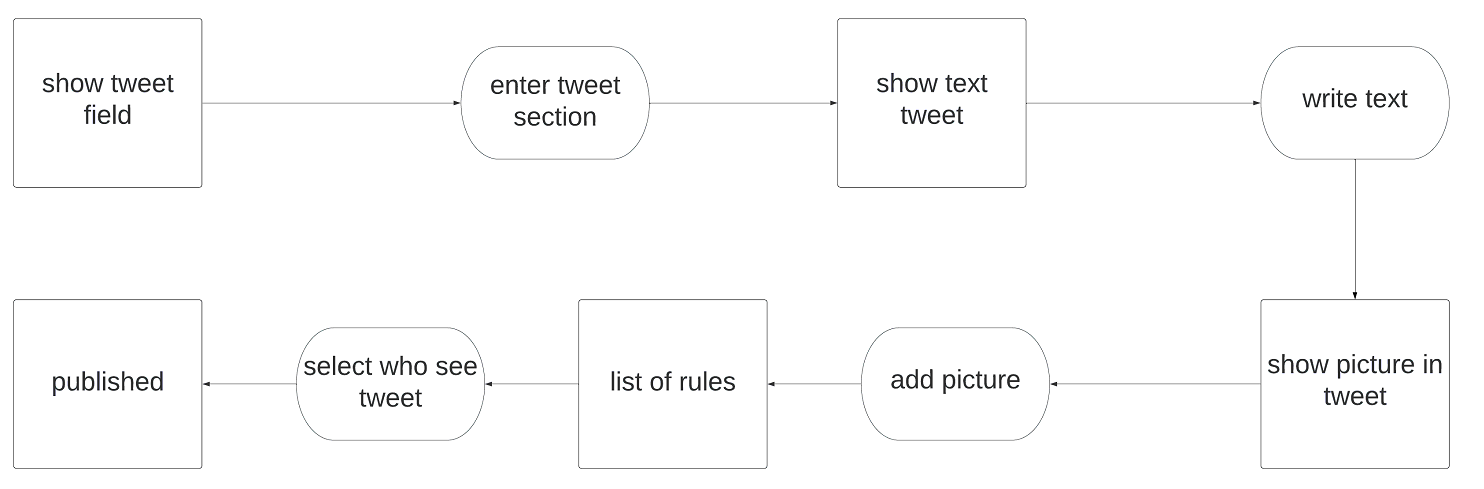 show tweet
field
enter tweet
section
show text
tweet
write text
show picture in
tweet
add picture
list of rules
select who see
tweet
published